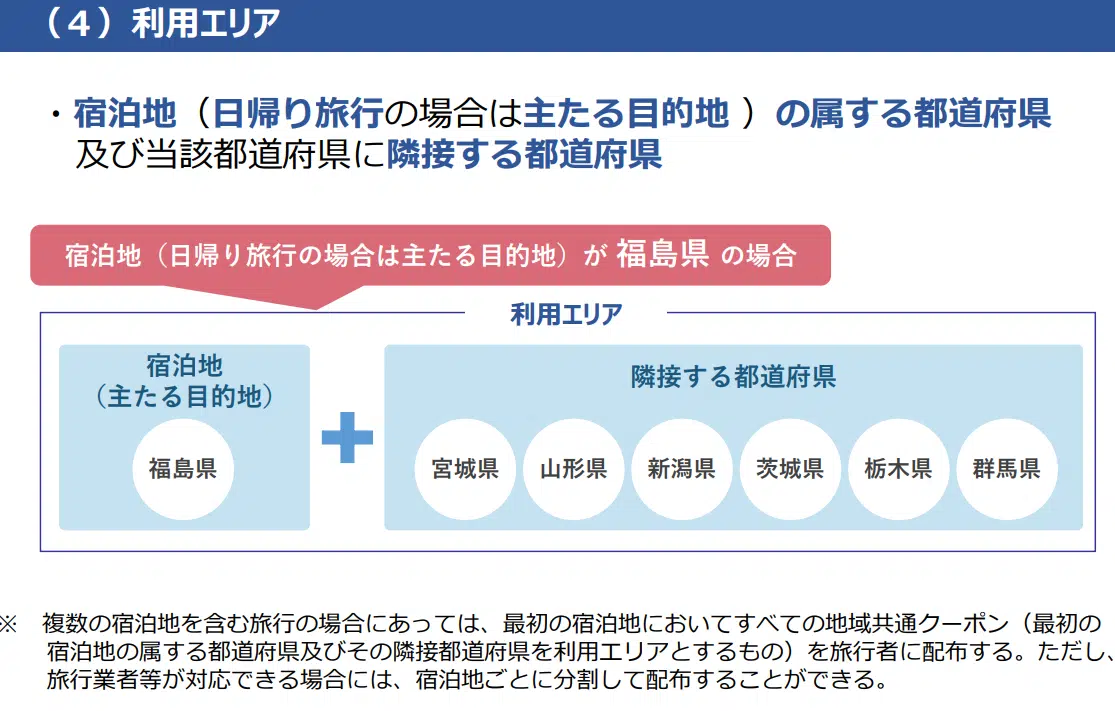 （４）利用エリア
・宿泊地（日帰り旅行の場合は主たる目的地 ）の属する都道府県
及び当該都道府県に隣接する都道府県
宿泊地（日帰り旅行の場合は主たる目的地）が 福島県 の場合
利用エリア
宿泊地
（主たる目的地）
福島県
隣接する都道府県
宮城県 山形県 新潟県 茨城県 栃木県 群馬県
※　複数の宿泊地を含む旅行の場合にあっては、最初の宿泊地においてすべての地域共通クーポン（最初の
宿泊地の属する都道府県及びその隣接都道府県を利用エリアとするもの）を旅行者に配布する。ただし、
旅行業者等が対応できる場合には、宿泊地ごとに分割して配布することができる。